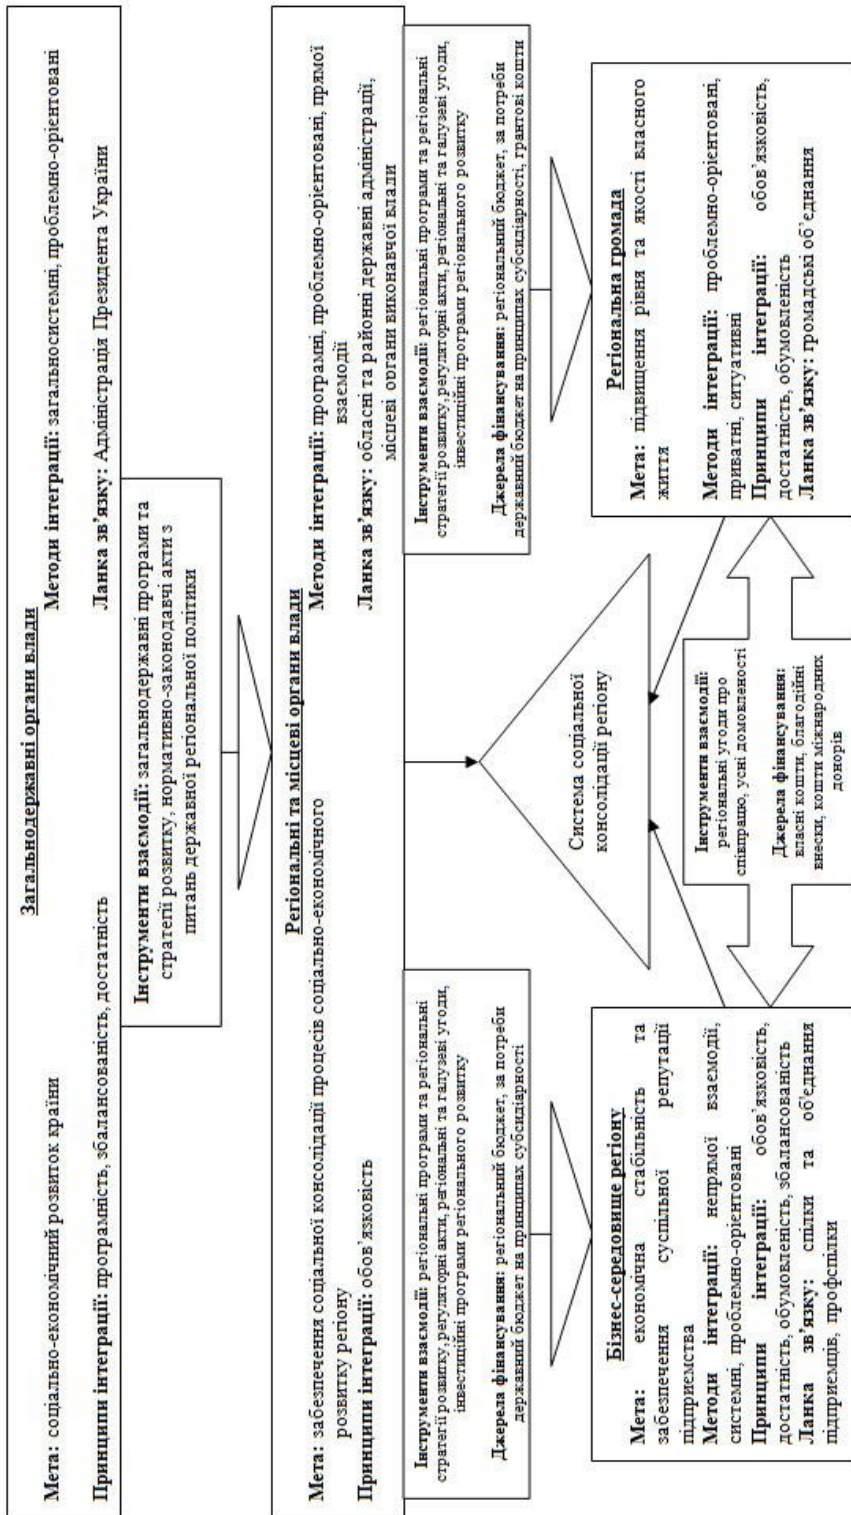 Загальнодержавні органи влади
Мета: соціально-економічний розвиток країни
Методи інтеграції: загальносистемні, проблемно-орієнтовані
Принципи інтеграції: програмність, збалансованість, достатність
Ланка зв’язку: Адміністрація Президента України
Інструменти взаємодії: загальнодержавні програми та
стратегії розвитку, нормативно-законодавчі акти з
питань державної регіональної політики
Регіональні та місцеві органи влади
Мета: забезпечення соціальної консолідації процесів соціально-економічного
розвитку регіону
Методи інтеграції: програмні, проблемно-орієнтовані, прямої
взаємодії
Принципи інтеграції: обов’язковість
Ланка зв’язку: обласні та районні державні адміністрації,
місцеві органи виконавчої влади
Інструменти взаємодії: регіональні програми та регіональні
стратегії розвитку, регуляторні акти, регіональні та галузеві угоди,
інвестиційні програми регіонального розвитку
Джерела фінансування: регіональний бюджет, за потреби
державний бюджет на принципах субсидіарності
Інструменти взаємодії: регіональні програми та регіональні
стратегії розвитку, регуляторні акти, регіональні та галузеві угоди,
інвестиційні програми регіонального розвитку
Джерела фінансування: регіональний бюджет, за потреби
державний бюджет на принципах субсидіарності, грантові кошти
Система соціальної
консолідації регіону
Бізнес-середовище регіону
Мета: економічна стабільність та
забезпечення суспільної репутації
підприємства
Методи інтеграції: непрямої взаємодії,
системні, проблемно-орієнтовані
Принципи інтеграції: обов’язковість,
достатність, обумовленість, збалансованість
Ланка зв’язку: спілки та об’єднання
підприємців, профспілки
Інструменти взаємодії:
регіональні угоди про
співпрацю, усні домовленості
Джерела фінансування:
власні кошти, благодійні
внески, кошти міжнародних
донорів
Регіональна громада
Мета: підвищення рівня та якості власного
життя
Методи інтеграції: проблемно-орієнтовані,
приватні, ситуативні
Принципи інтеграції: обов’язковість,
достатність, обумовленість
Ланка зв’язку: громадські об’єднання